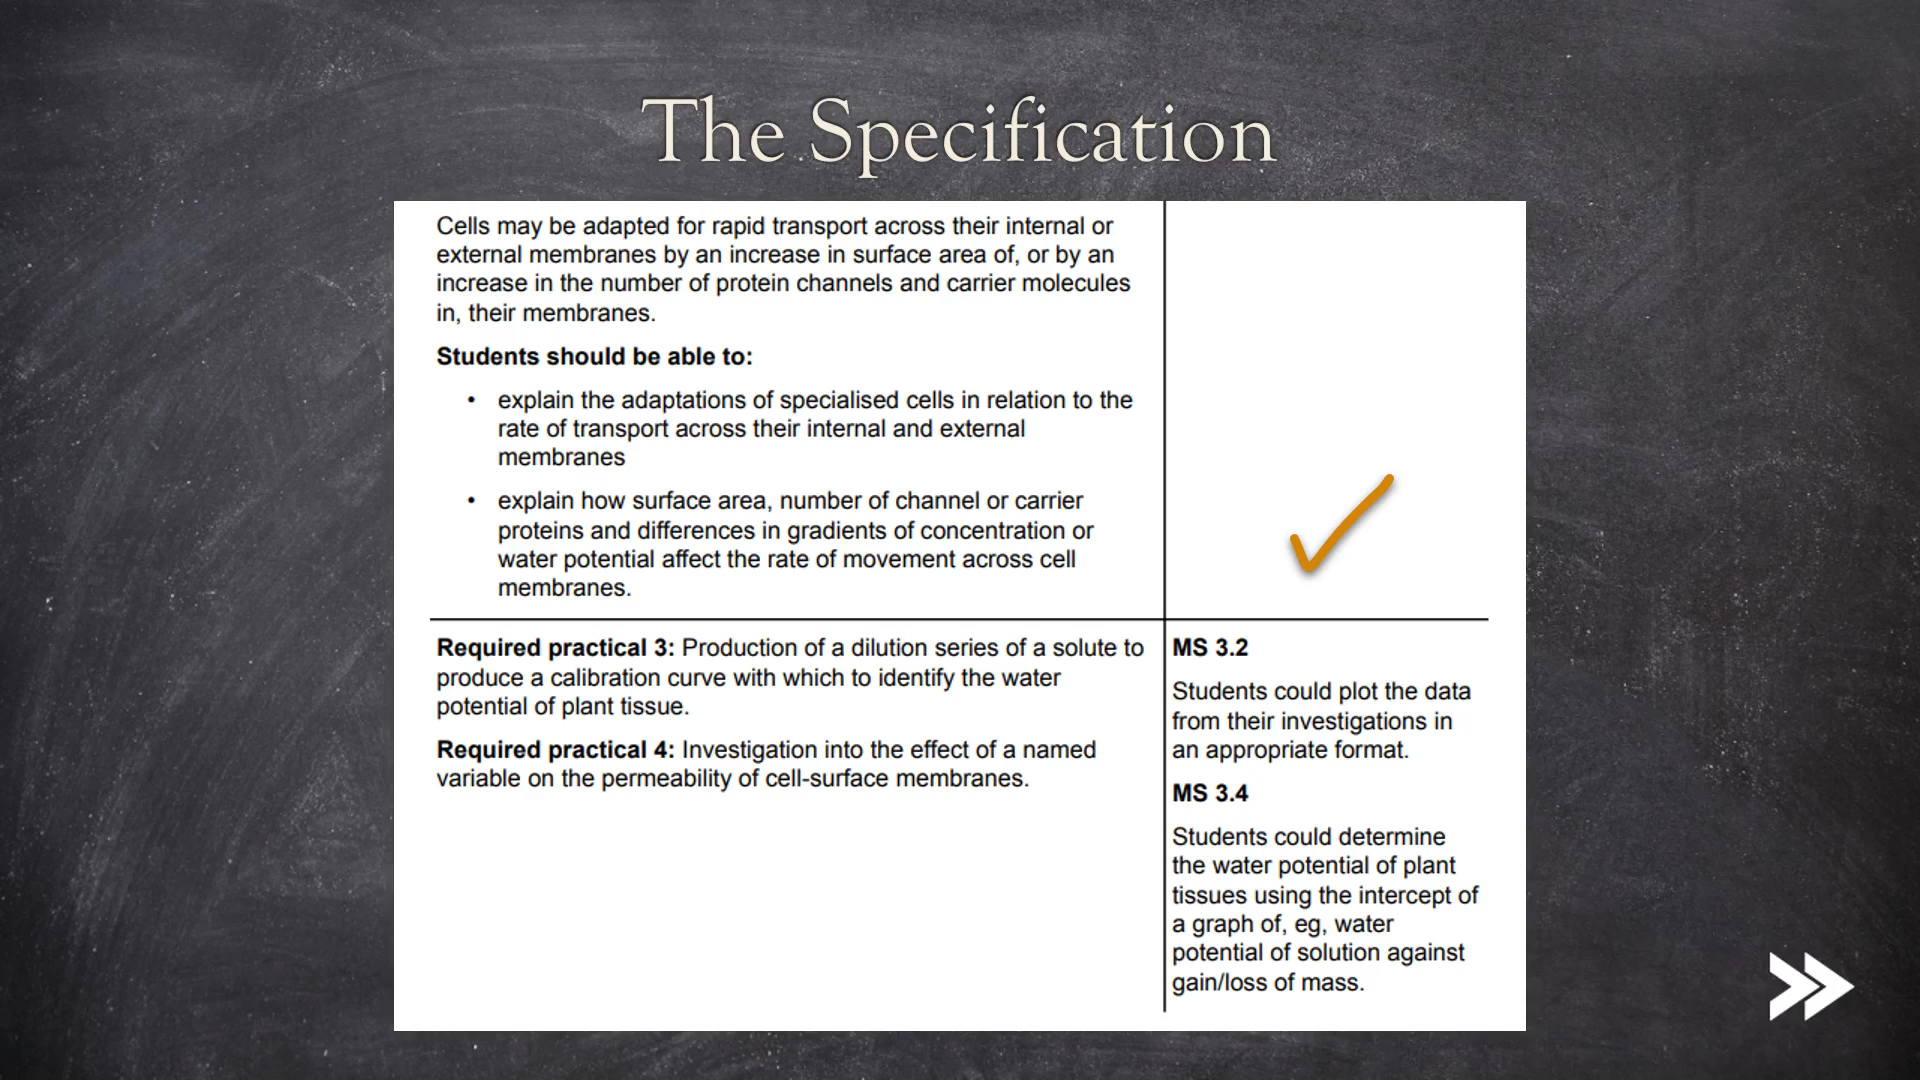 The Specification
Cells may be adapted for rapid transport across their internal or
external membranes by an increase in surface area of, or by an
increase in the number of protein channels and carrier molecules
in, their membranes.
Students should be able to:
• explain the adaptations of specialised cells in relation to the
rate of transport across their internal and external
membranes
• explain how surface area, number of channel or carrier
proteins and differences in gradients of concentration or
water potential affect the rate of movement across cell
membranes.
Required practical 3: Production of a dilution series of a solute to
produce a calibration curve with which to identify the water
potential of plant tissue.
Required practical 4: Investigation into the effect of a named
variable on the permeability of cell-surface membranes.
MS 3.2
Students could plot the data
from their investigations in
an appropriate format.
MS 3.4
Students could determine
the water potential of plant
tissues using the intercept of
a graph of, eg, water
potential of solution against
gain/loss of mass.